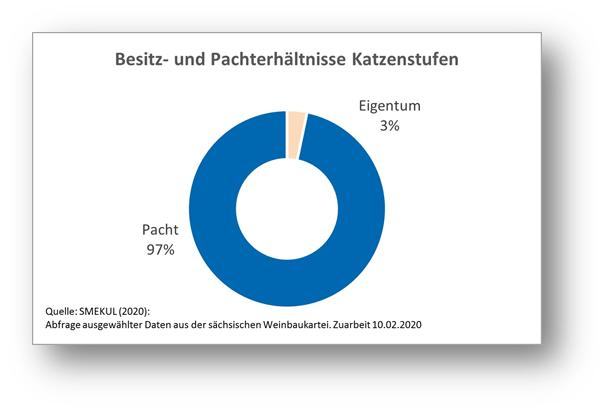 Besitz- und Pachterhältnisse Katzenstufen
Eigentum
3%
Pacht
97%
Quelle: SMEKUL (2020):
Abfrage ausgewählter Daten aus der sächsischen Weinbaukartei. Zuarbeit 10.02.2020